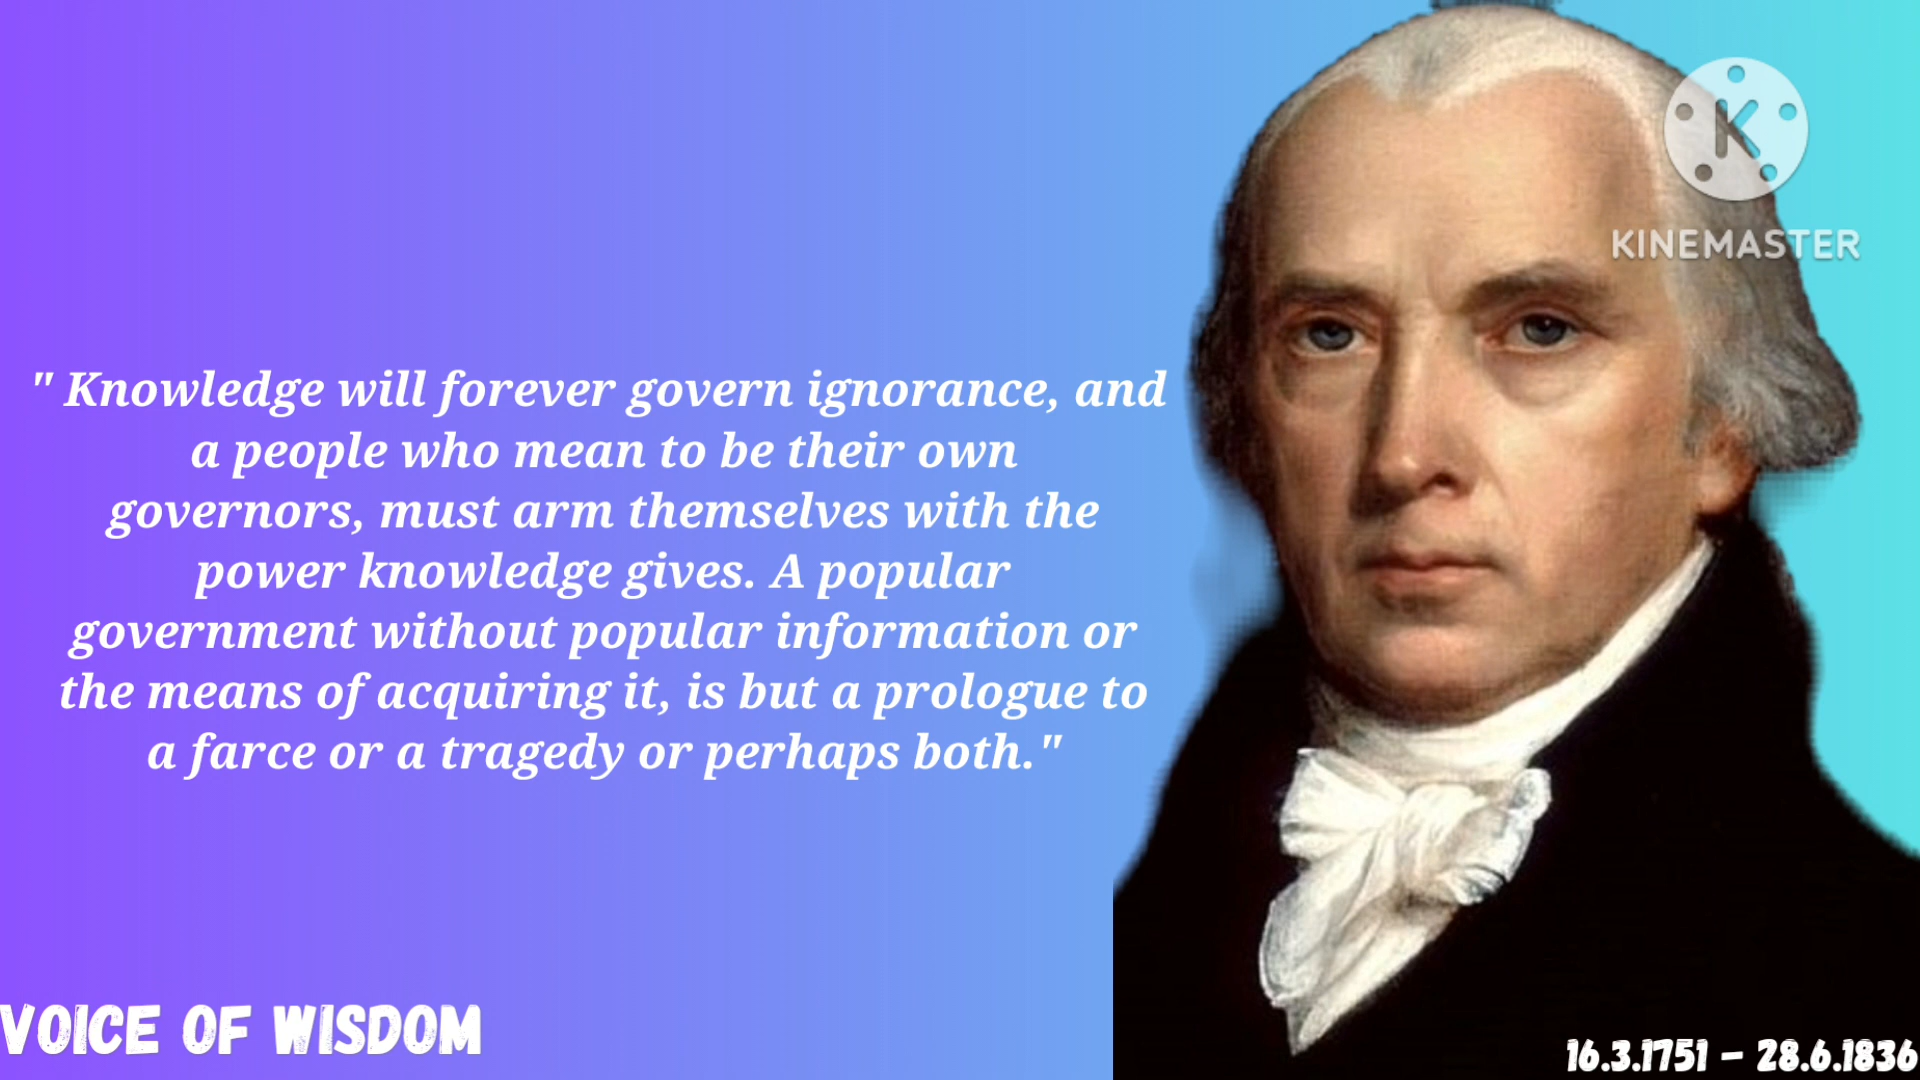 " Knowledge will forever govern ignorance, and
a people who mean to be their own
governors, must arm themselves with the
power knowledge gives. A popular
government without popular information or
the means of acquiring it, is but a prologue to
a farce or a tragedy or perhaps both."
K
KINEMASTER
VOICE OF WISDOM
16.3.1751 - 28.6.1836